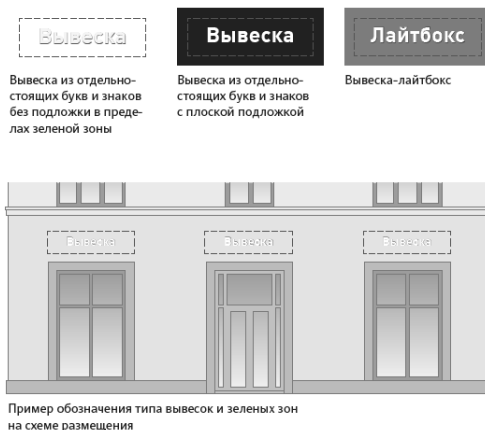 Вывеска
Вывеска
Лайтбокс
Вывеска из отдельно-
стоящих букв и знаков
без подложки в преде-
лах зеленой зоны
Вывеска из отдельно-
стоящих букв и знаков
с плоской подложкой
Вывеска-лайтбокс
Вывеска
Вывеска
Вывеска
Пример обозначения типа вывесок и зеленых зон
на схеме размещения